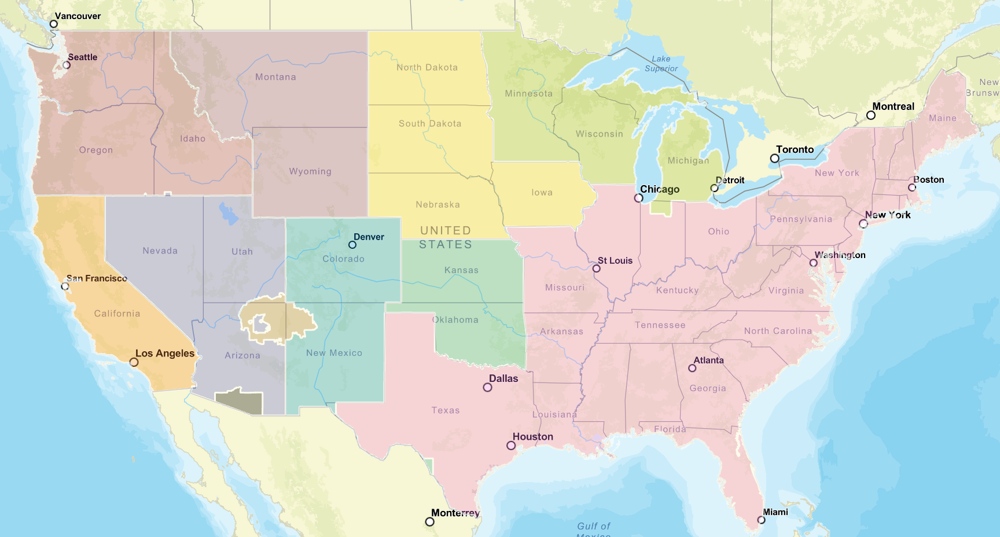 Vancouver
Seattle
Montana
North Dakota
Minnesota
Lake
Superior
Montreal
New
Brunsw
Maine
South Dakota
Wisconsin
Oregon
Idaho
Toronto
Michigan
Wyoming
New York
Detroit
Boston
Chicago
Iowa
Nebraska
New York
Pennsylvania
UNITED
STATES
Ohio
Denver
Nevada
Utah
Colorado
Kansas
St Louis
Washington
San Francisco
Missouri
Kentucky
Virginia
California
Oklahoma
Arkansas
Tennessee
North Carolina
Los Angeles
Arizona
New Mexico
Atlanta
Dallas
Georgia
Texas
Louisiana
Florida
Houston
Monterrey
Miami
Gulf of
Mexico